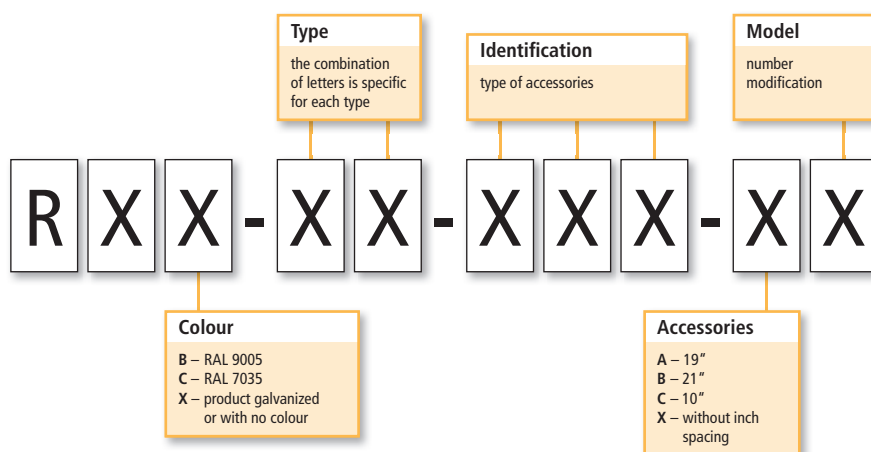 Type
the combination
of letters is specific
for each type
Identification
type of accessories
Model
number
modification
R X X - X X - X X X - X X
Colour
B – RAL 9005
C – RAL 7035
X – product galvanized
or with no colour
Accessories
A – 19"
B – 21"
C – 10"
X – without inch
spacing